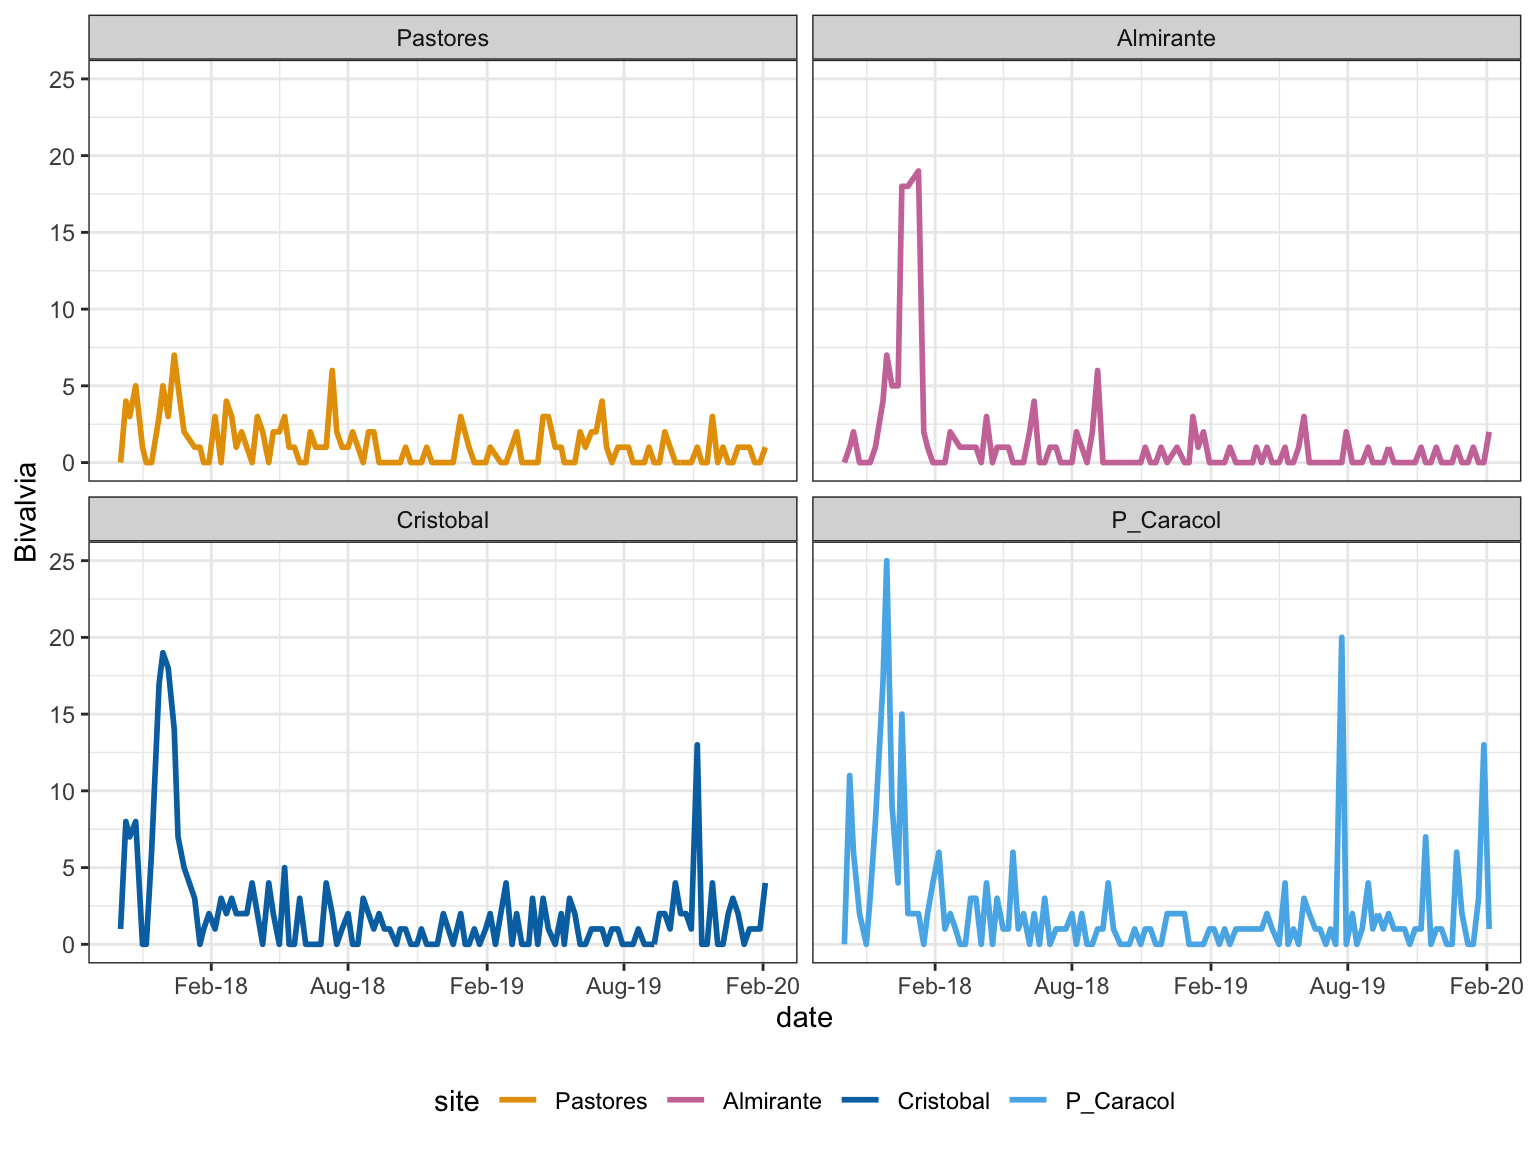 Pastores Almirante
25
20
15
10
5
0
Bivalvia
Cristobal P_Caracol
25
20
15
10
5
0
Feb-18 Aug-18 Feb-19 Aug-19 Feb-20 Feb-18 Aug-18 Feb-19 Aug-19 Feb-20
date
site Pastores Almirante Cristobal P_Caracol